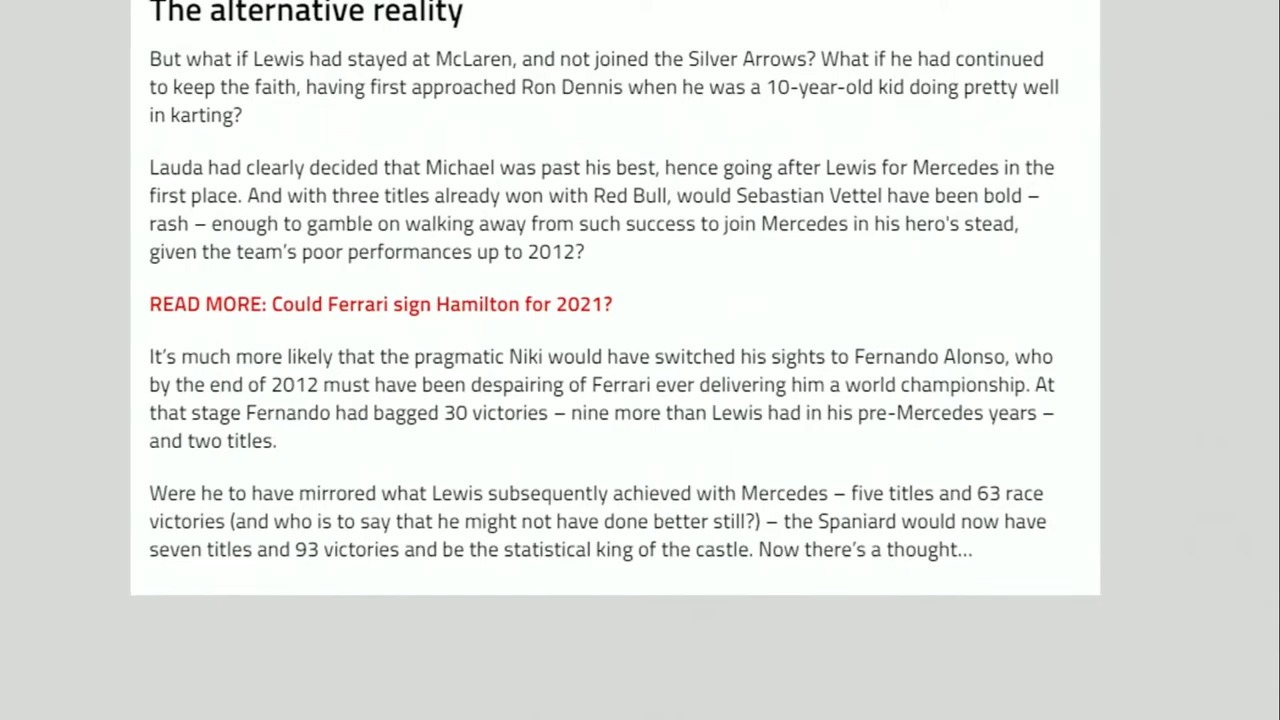 The alternative reality
But what if Lewis had stayed at McLaren, and not joined the Silver Arrows? What if he had continued
to keep the faith, having first approached Ron Dennis when he was a 10-year-old kid doing pretty well
in karting?
Lauda had clearly decided that Michael was past his best, hence going after Lewis for Mercedes in the
first place. And with three titles already won with Red Bull, would Sebastian Vettel have been bold –
rash – enough to gamble on walking away from such success to join Mercedes in his hero's stead,
given the team’s poor performances up to 2012?
READ MORE: Could Ferrari sign Hamilton for 2021?
It’s much more likely that the pragmatic Niki would have switched his sights to Fernando Alonso, who
by the end of 2012 must have been despairing of Ferrari ever delivering him a world championship. At
that stage Fernando had bagged 30 victories – nine more than Lewis had in his pre-Mercedes years –
and two titles.
Were he to have mirrored what Lewis subsequently achieved with Mercedes – five titles and 63 race
victories (and who is to say that he might not have done better still?) – the Spaniard would now have
seven titles and 93 victories and be the statistical king of the castle. Now there’s a thought...